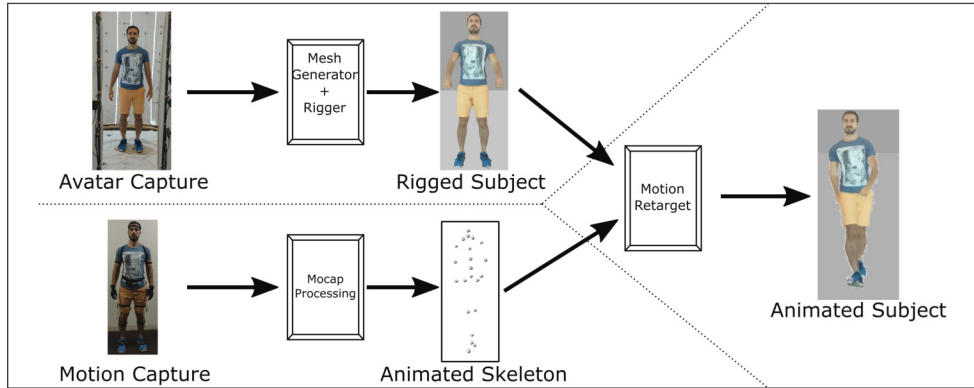 Mesh
Generator
+
Rigger
Avatar Capture
Rigged Subject
Motion
Retarget
Mocap
Processing
Motion Capture
Animated Skeleton
Animated Subject